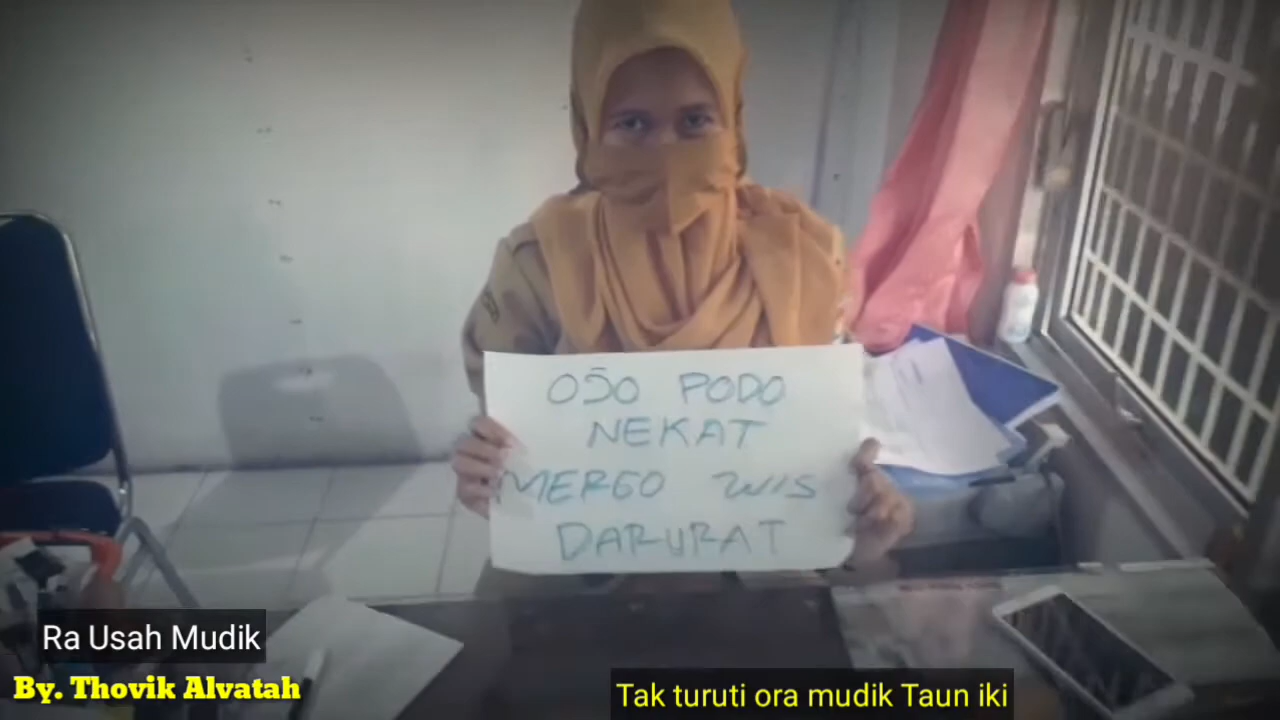 OJO PODO
NEKAT
MERGO WIS
DARURAT
Ra Usah Mudik
By. Thovik Alvatah
Tak turuti ora mudik Taun iki